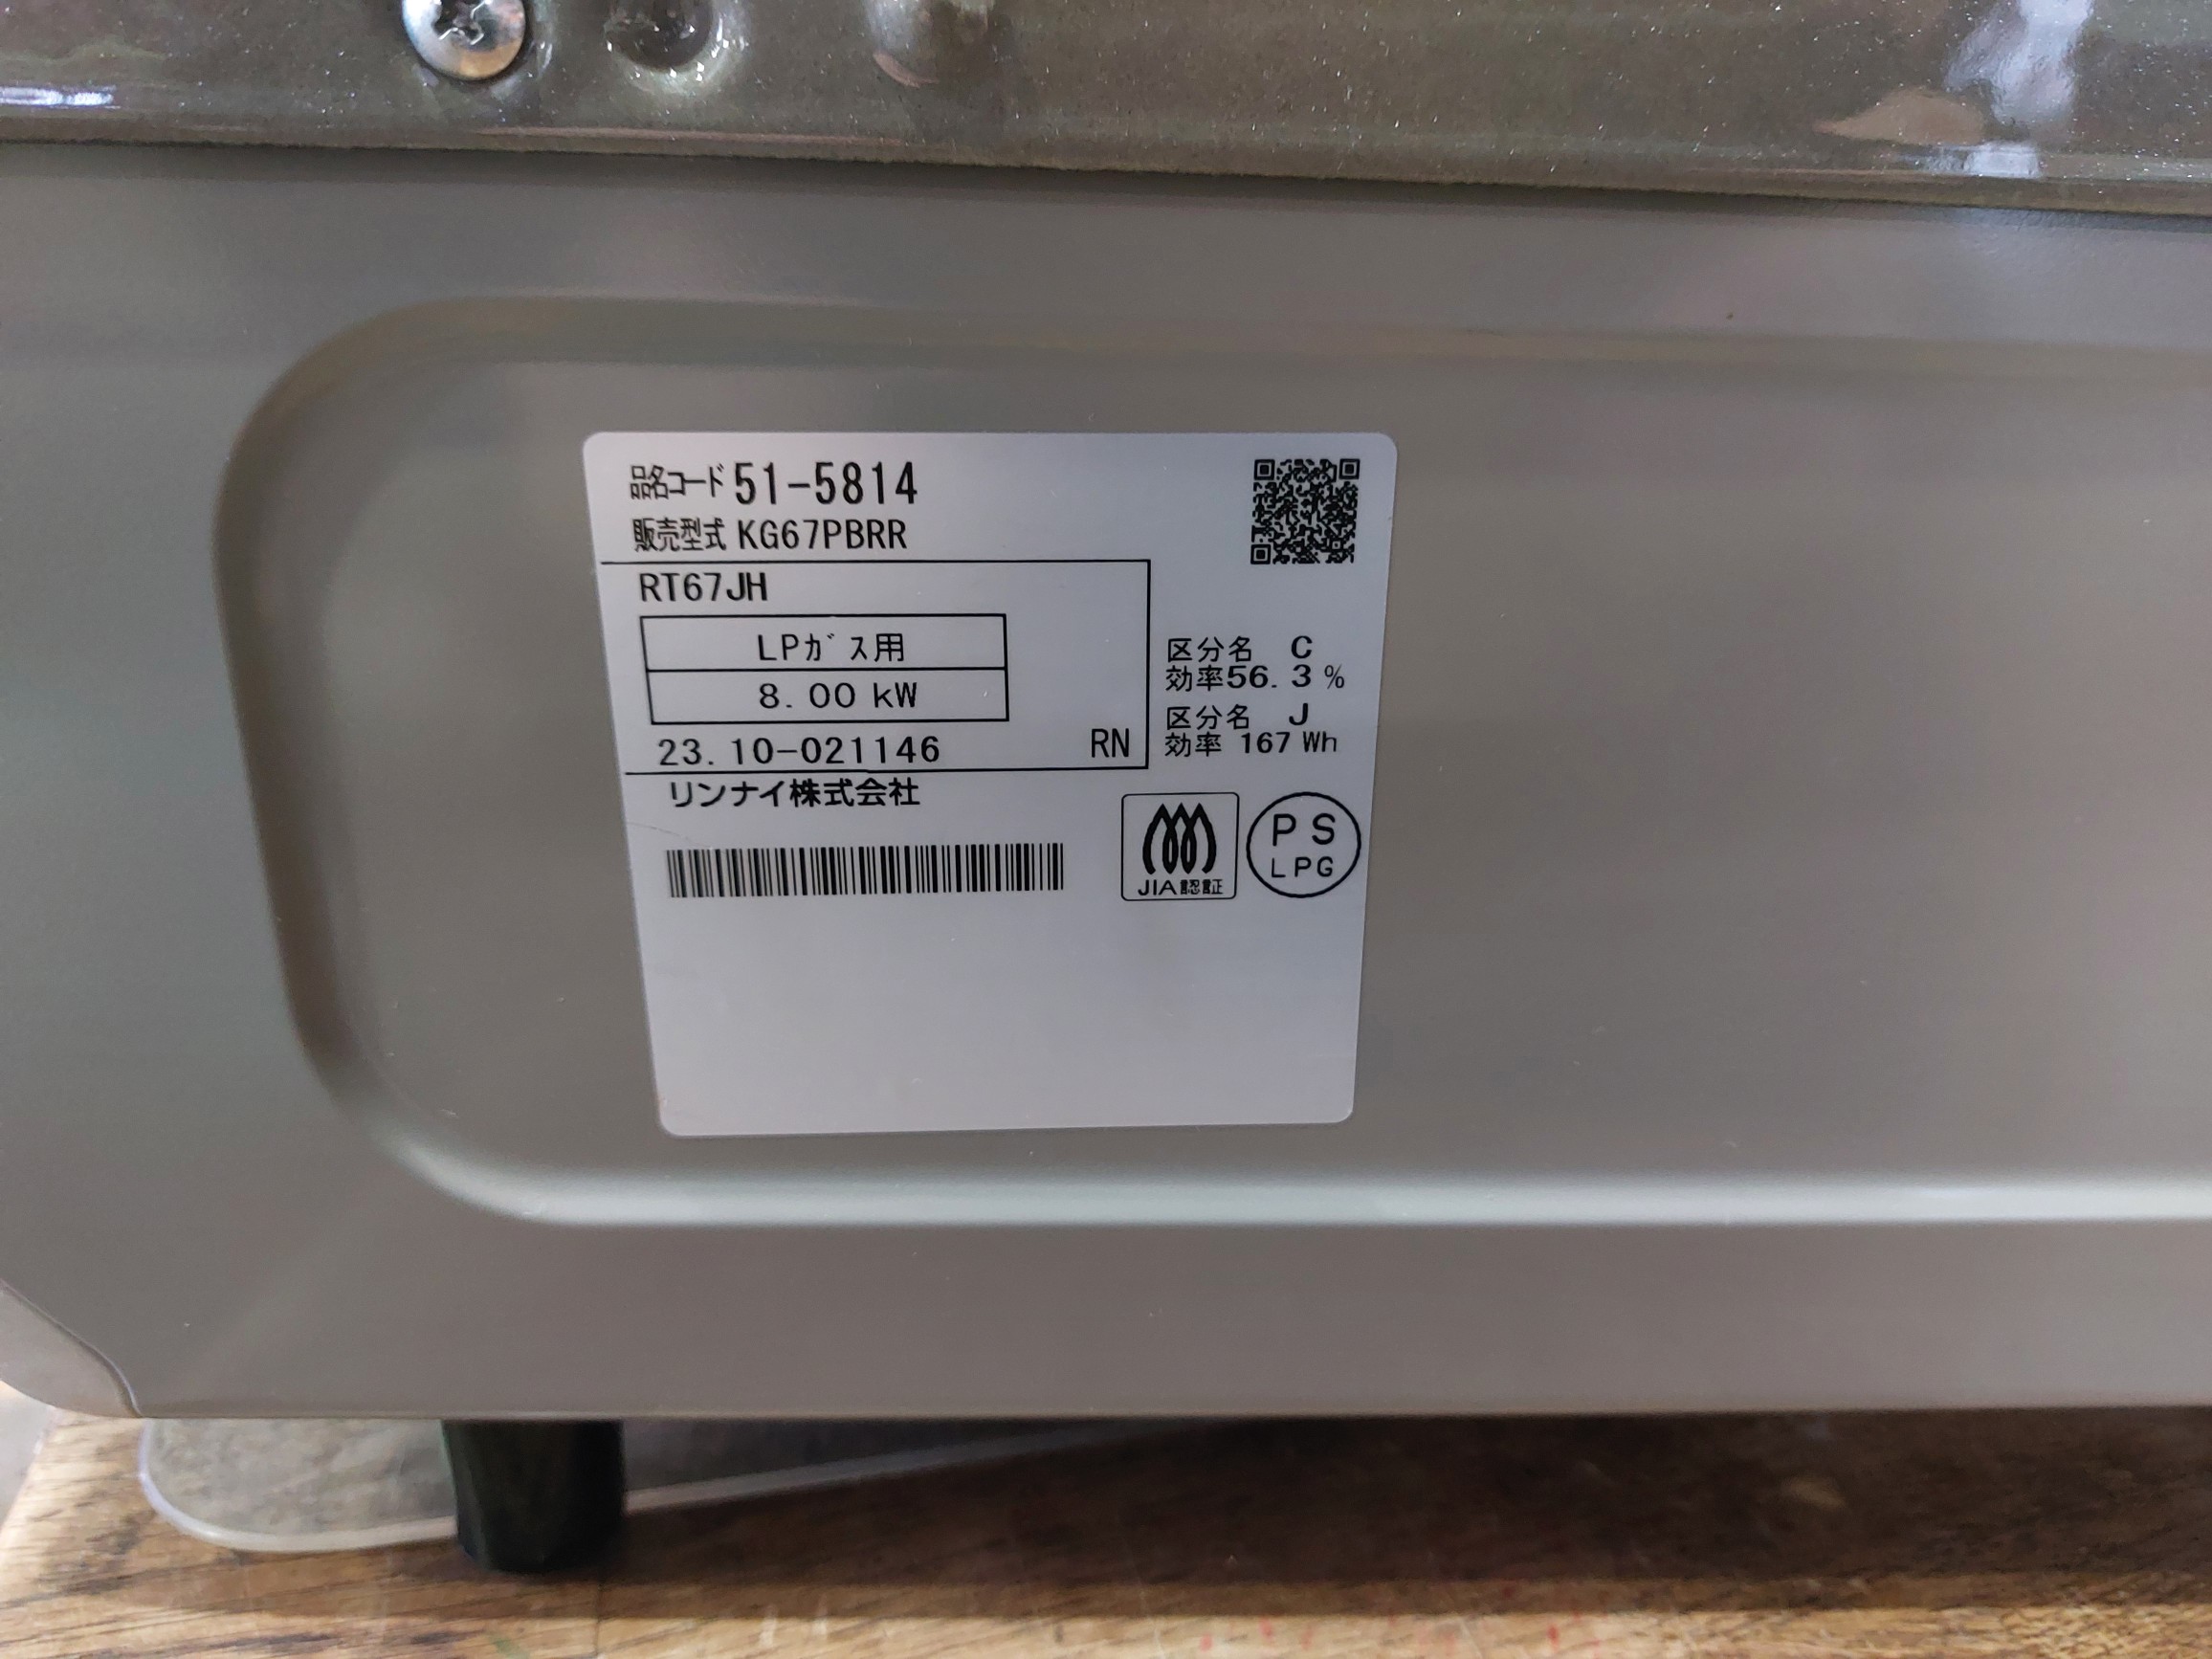 品名コード 51-5814
販売型式 KG67PBRR
RT67JH
LPガス用
8.00 kW
23.10-021146
RN
リンナイ株式会社
区分名 C
効率56.3 %
区分名 J
効率 167 Wh
JIA認証
PS
LPG